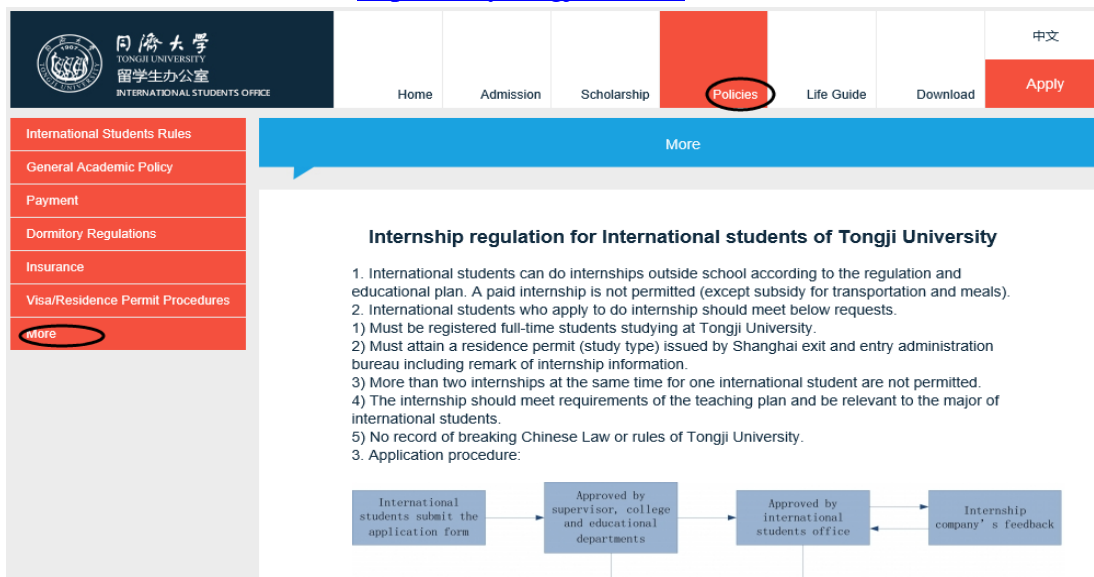 同濟大学
TONGJI UNIVERSITY
留学生办公室
INTERNATIONAL STUDENTS OFFICE
1907
TONGJI UNIVERSITY
Home
Admission
Scholarship
Policies
Life Guide
Download
中文
Apply
International Students Rules
General Academic Policy
Payment
Dormitory Regulations
Insurance
Visa/Residence Permit Procedures
More
More
Internship regulation for International students of Tongji University
1. International students can do internships outside school according to the regulation and
educational plan. A paid internship is not permitted (except subsidy for transportation and meals).
2. International students who apply to do internship should meet below requests.
1) Must be registered full-time students studying at Tongji University.
2) Must attain a residence permit (study type) issued by Shanghai exit and entry administration
bureau including remark of internship information.
3) More than two internships at the same time for one international student are not permitted.
4) The internship should meet requirements of the teaching plan and be relevant to the major of
international students.
5) No record of breaking Chinese Law or rules of Tongji University.
3. Application procedure:
International
students submit the
application form
Approved by
supervisor, college
and educational
departments
Approved by
international
students office
Internship
company's feedback